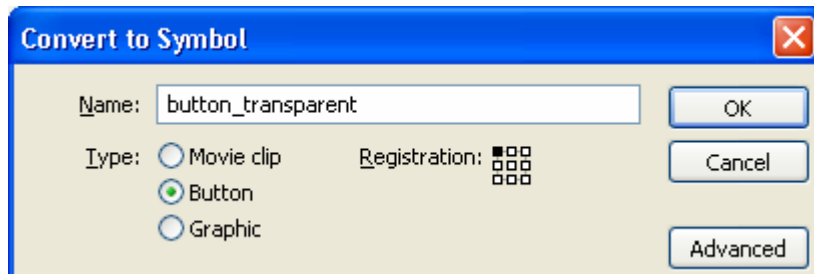 Convert to Symbol
Name: button_transparent
OK
Type: Movie clip
Registration:
Cancel
Button
Graphic
Advanced